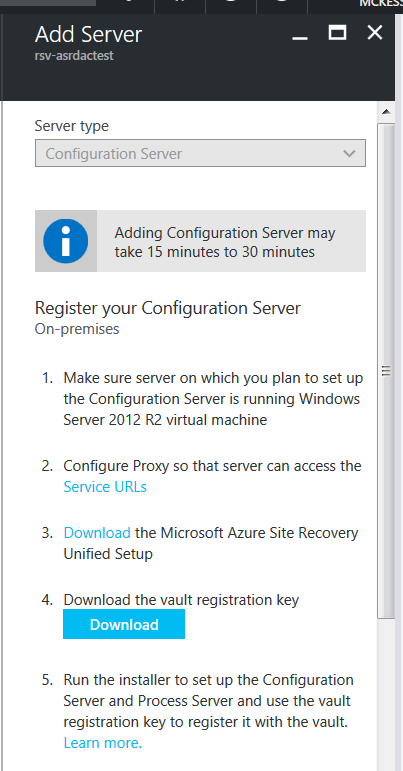 MCKESS
Add Server
rsv-asrdactest
Server type
Configuration Server
Adding Configuration Server may
take 15 minutes to 30 minutes
Register your Configuration Server
On-premises
1. Make sure server on which you plan to set up
the Configuration Server is running Windows
Server 2012 R2 virtual machine
2. Configure Proxy so that server can access the
Service URLs
3. Download the Microsoft Azure Site Recovery
Unified Setup
4. Download the vault registration key
Download
5. Run the installer to set up the Configuration
Server and Process Server and use the vault
registration key to register it with the vault.
Learn more.